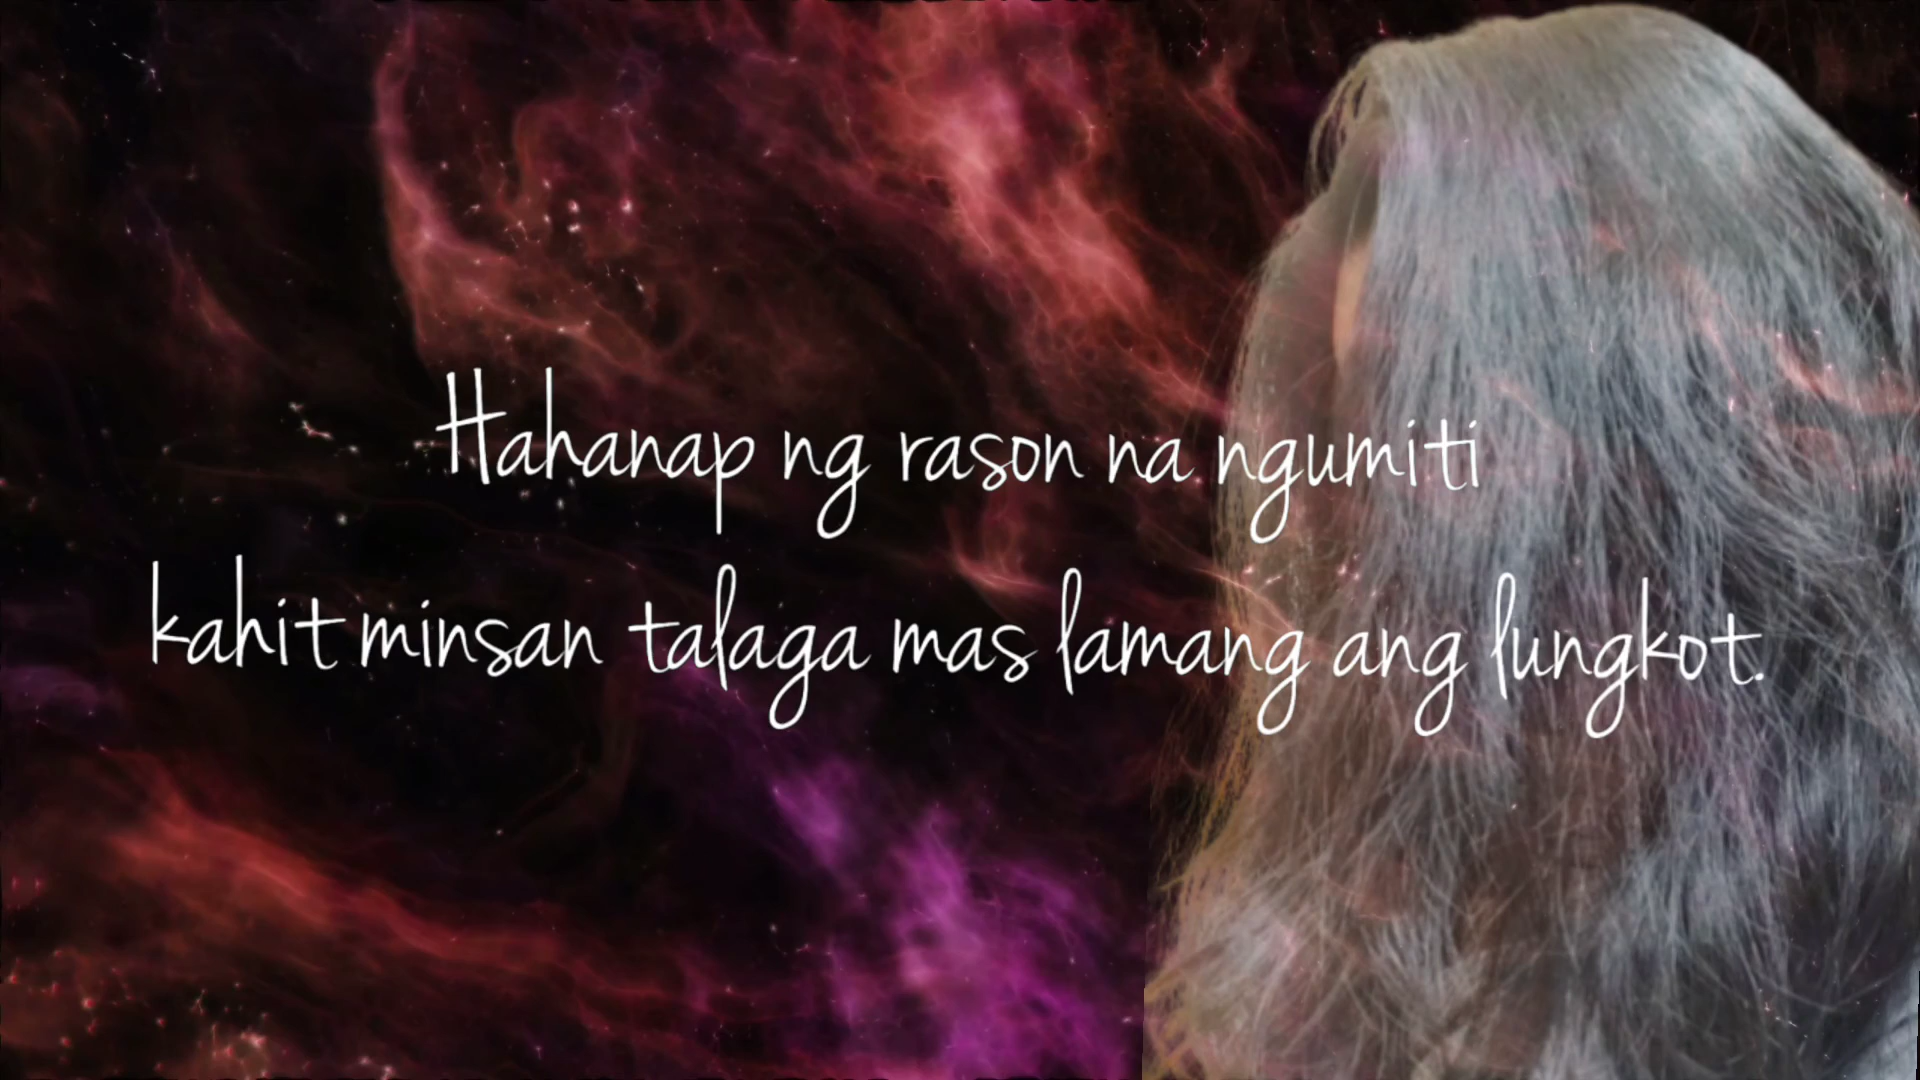 Hahanap ng rason na ngumiti
kahit minsan talaga mas lamang ang lungkot.